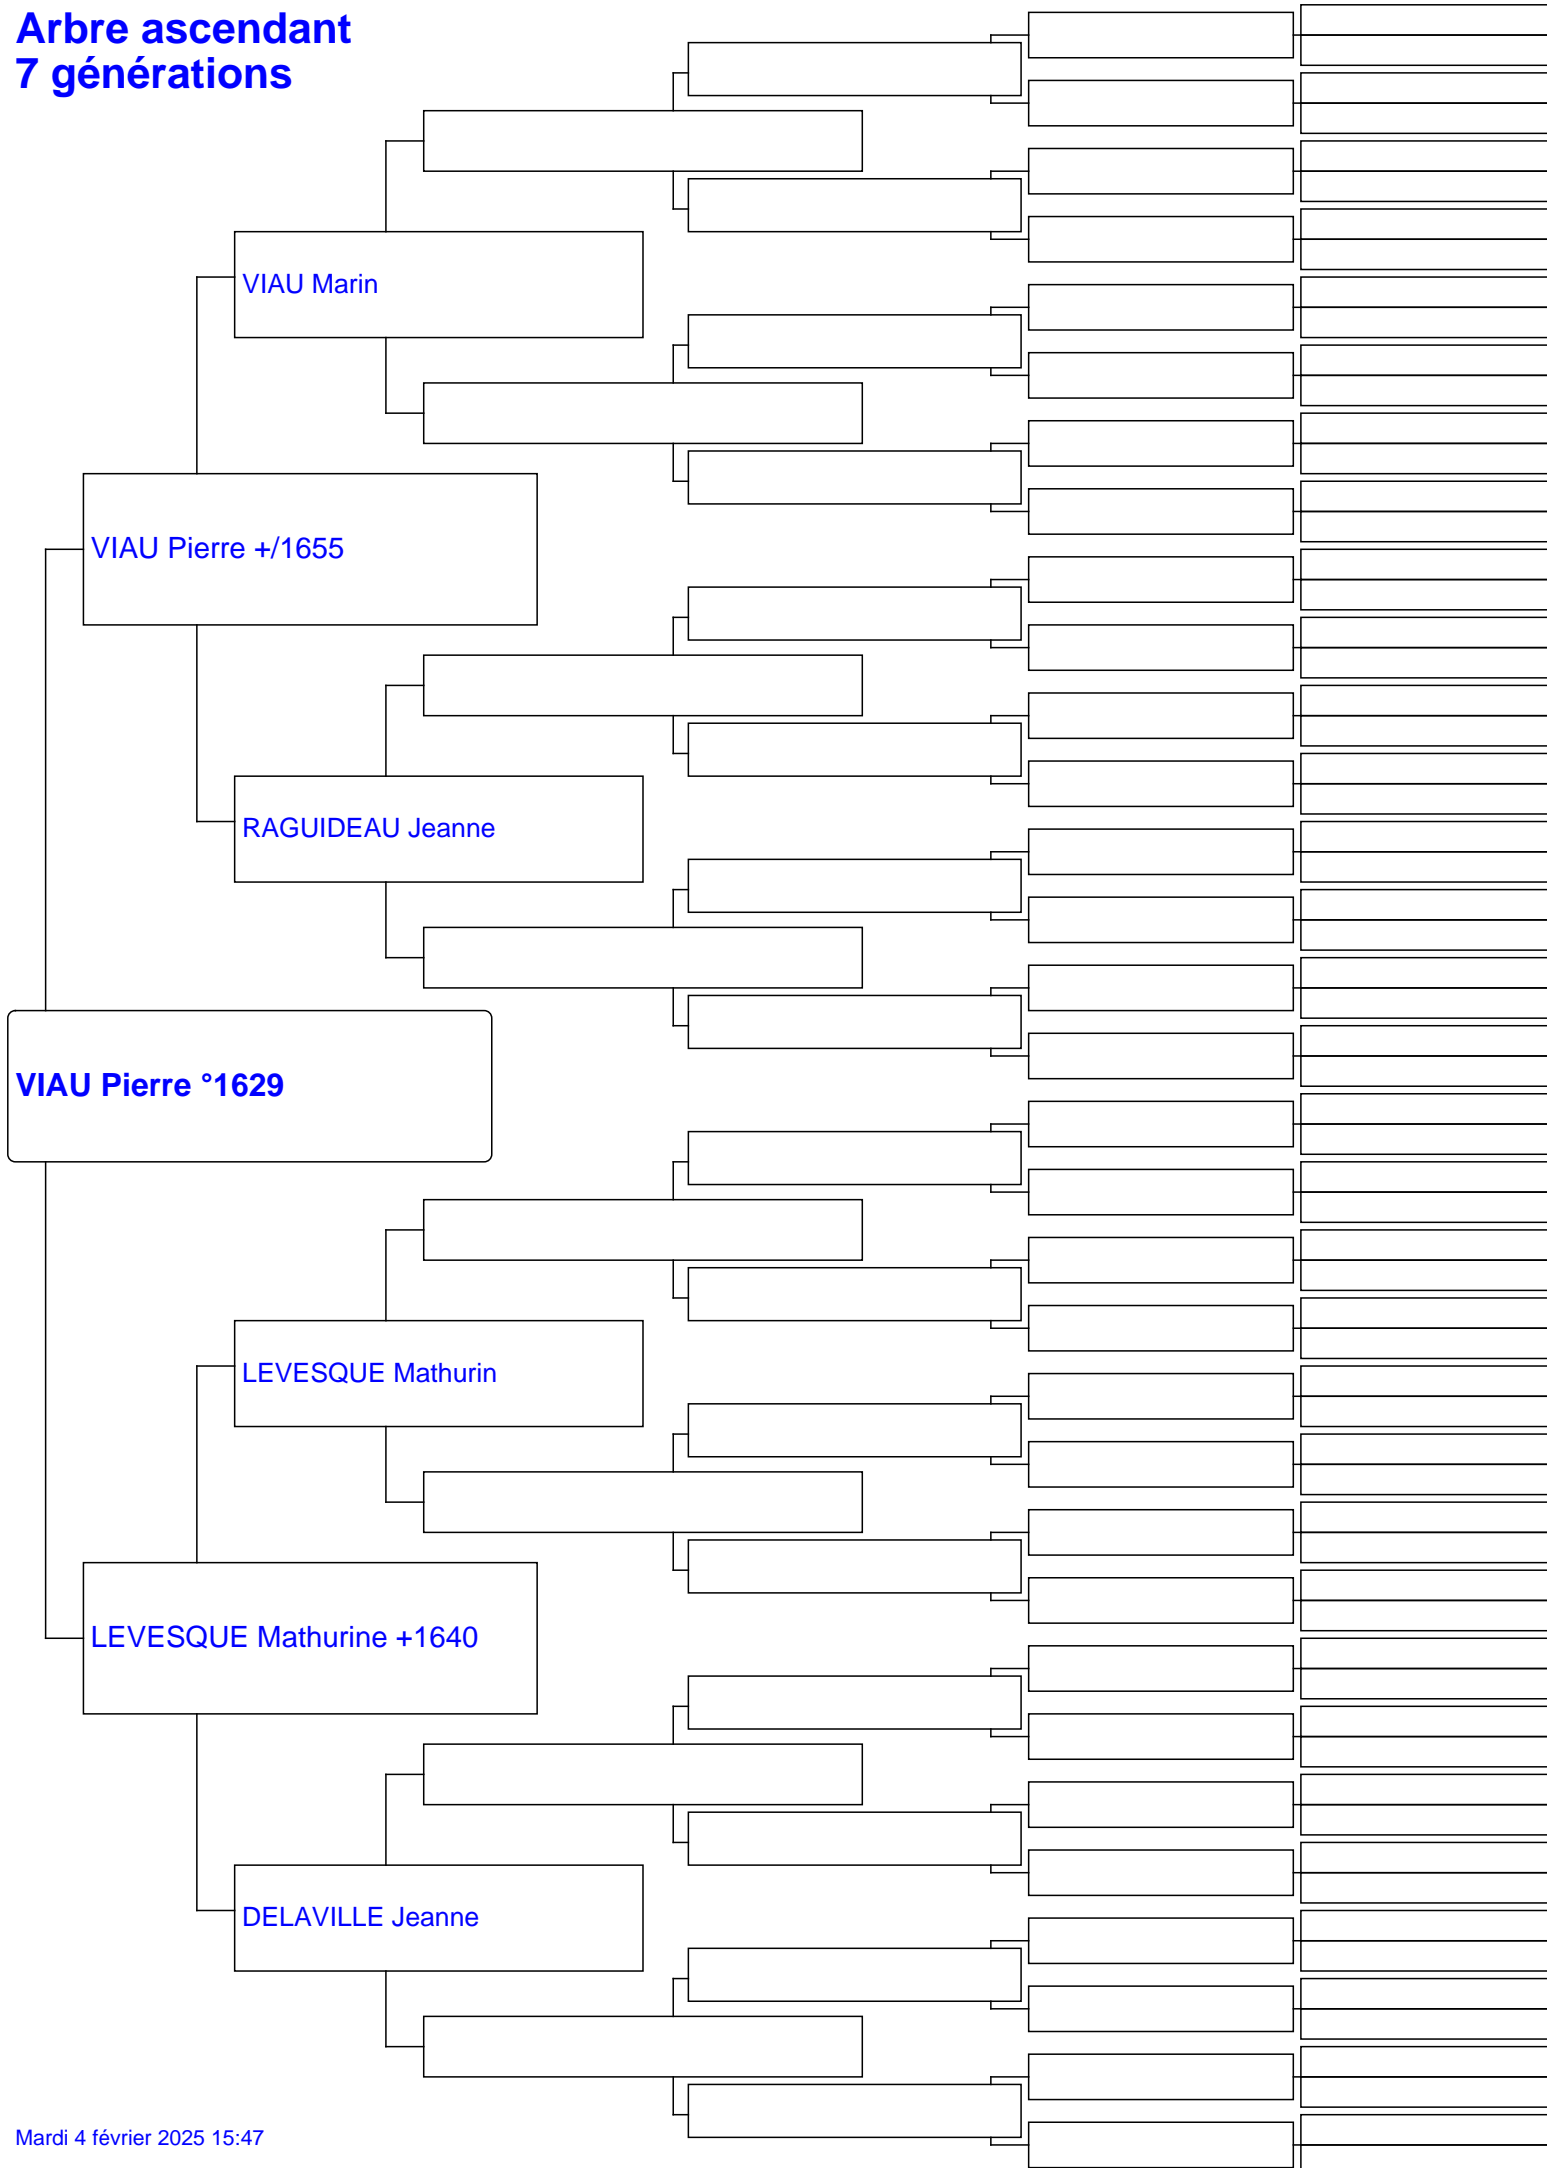 Arbre ascendant
7 générations
VIAU Marin
VIAU Pierre +/1655
RAGUIDEAU Jeanne
VIAU Pierre °1629
LEVESQUE Mathurin
LEVESQUE Mathurine +1640
DELAVILLE Jeanne
Mardi 4 février 2025 15:47